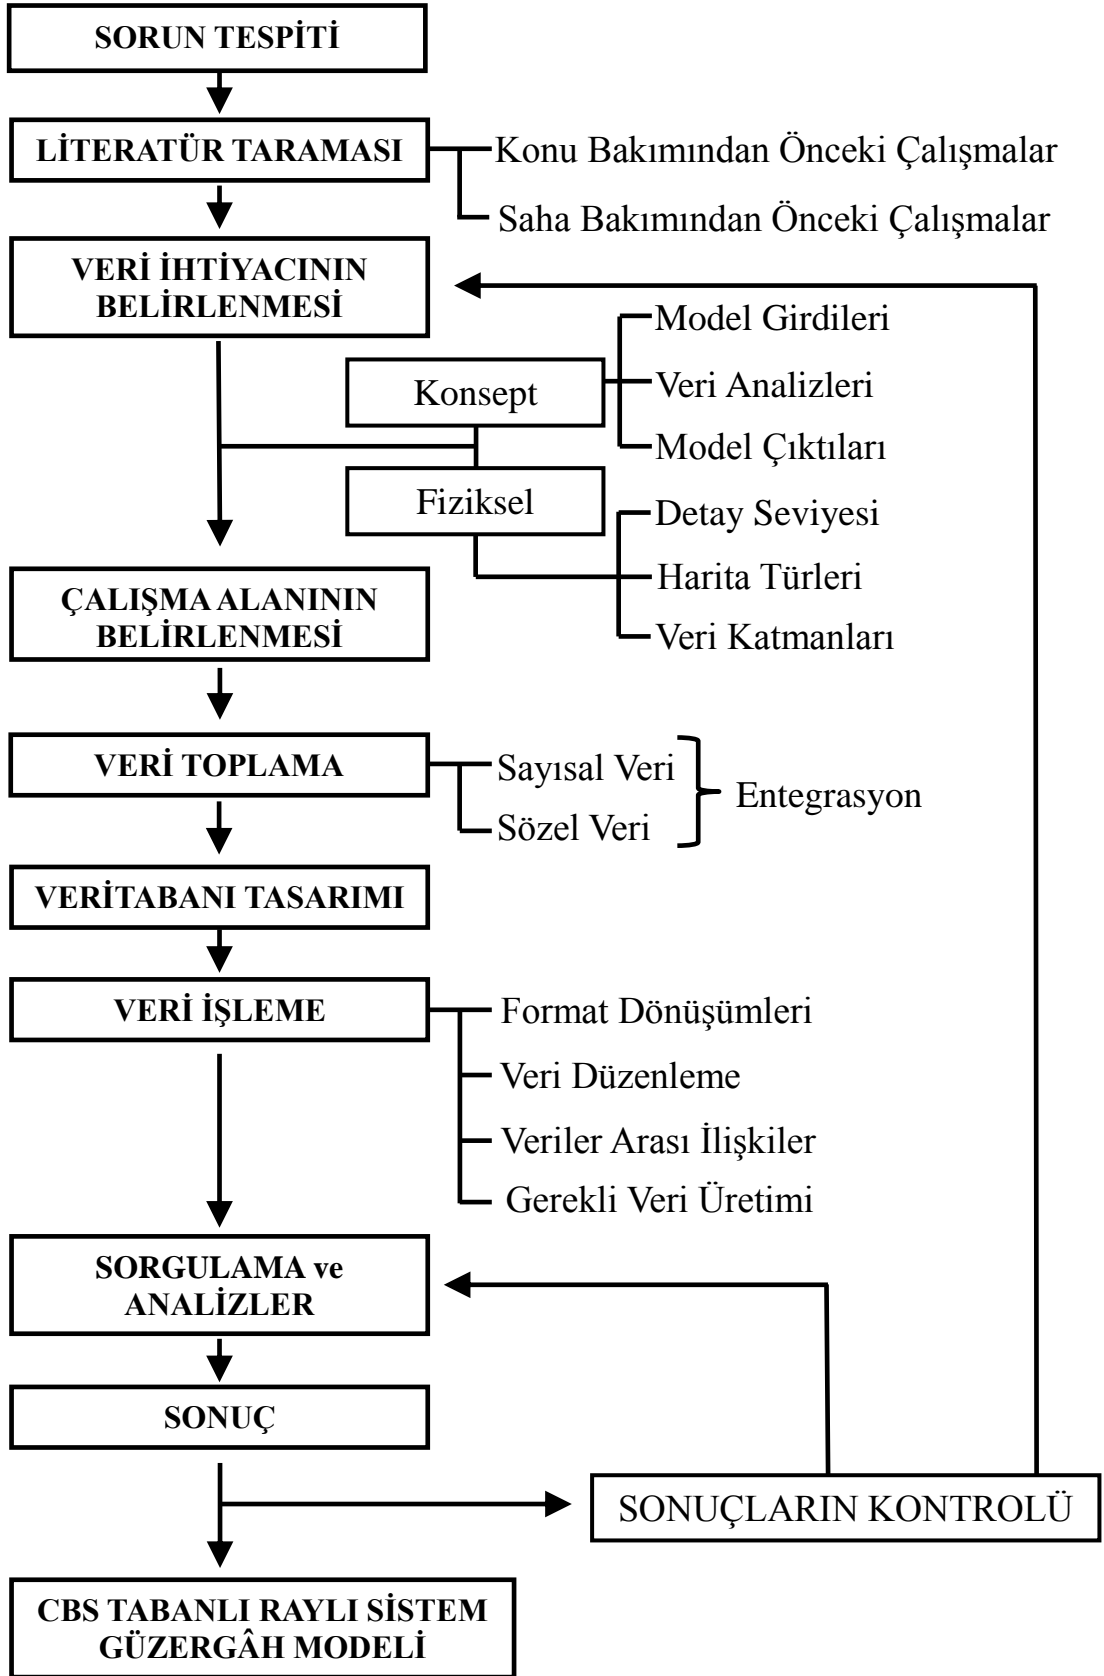 SORUN TESPİTİ
LİTERATÜR TARAMASI
Konu Bakımından Önceki Çalışmalar
Saha Bakımından Önceki Çalışmalar
VERİ İHTİYACININ
BELİRLENMESİ
Model Girdileri
Konsept
Veri Analizleri
Model Çıktıları
Fiziksel
Detay Seviyesi
Harita Türleri
Veri Katmanları
ÇALIŞMA ALANININ
BELİRLENMESİ
VERİ TOPLAMA
Sayısal Veri
Sözel Veri
Entegrasyon
VERİTABANI TASARIMI
VERİ İŞLEME
Format Dönüşümleri
Veri Düzenleme
Veriler Arası İlişkiler
Gerekli Veri Üretimi
SORGULAMA ve
ANALİZLER
SONUÇ
SONUÇLARIN KONTROLÜ
CBS TABANLI RAYLI SİSTEM
GÜZERGÂH MODELİ